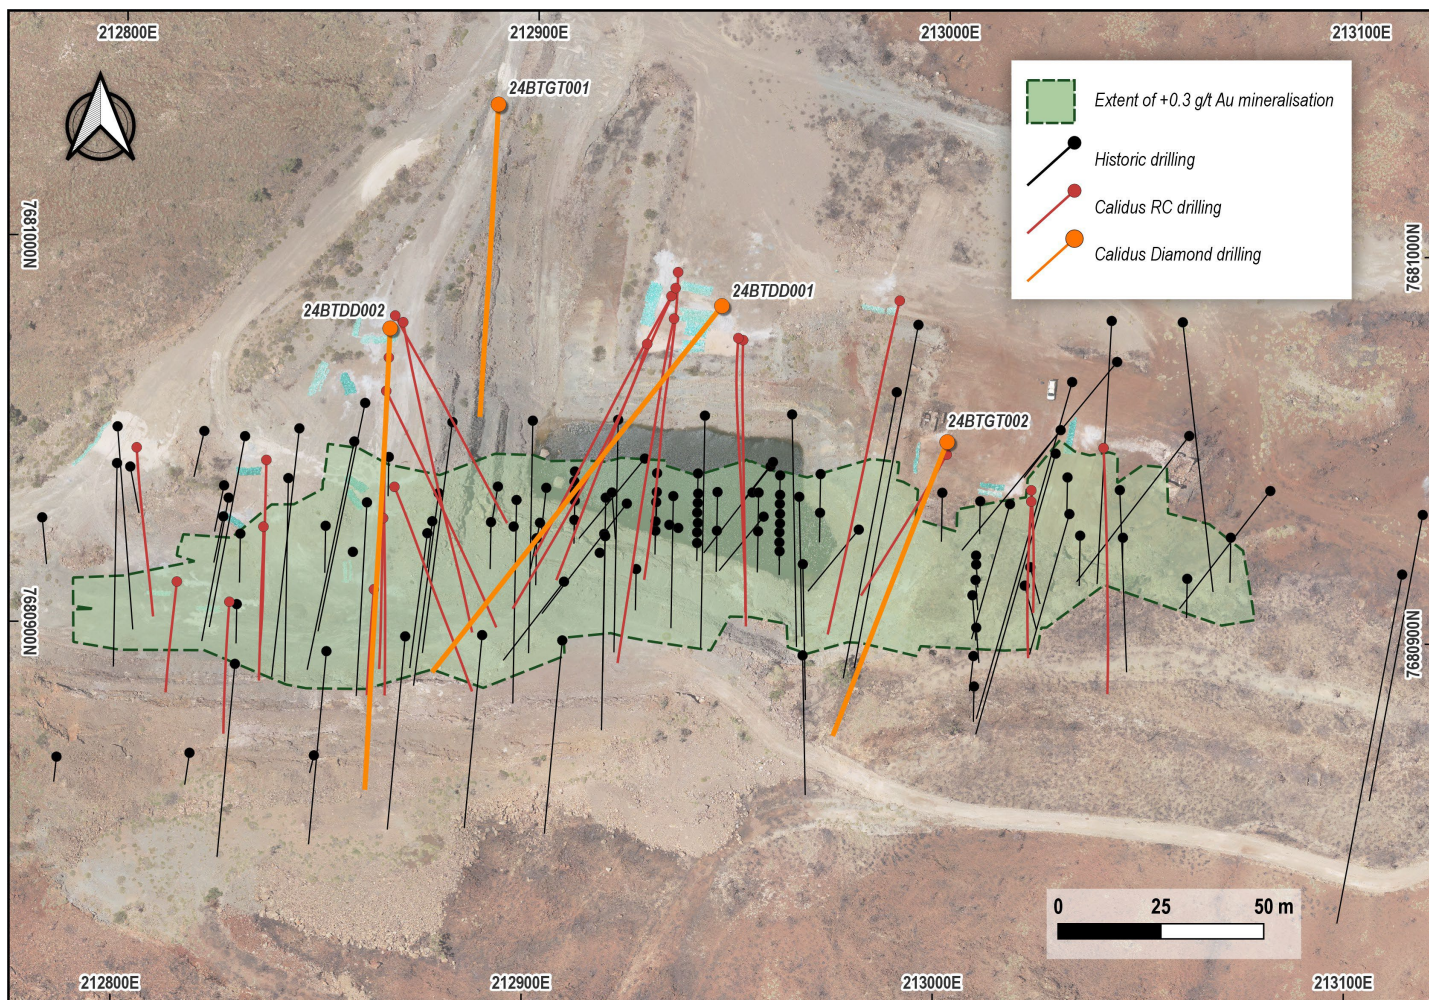 212800E
212900E
213000E
213100E
24BTGT001
Extent of +0.3 g/t Au mineralisation
Historic drilling
Calidus RC drilling
Calidus Diamond drilling
7681000N
7681000N
24BTDD001
24BTDD002
24BTGT002
7680900N
7680900N
0 25 50 m
212800E
212900E
213000E
213100E